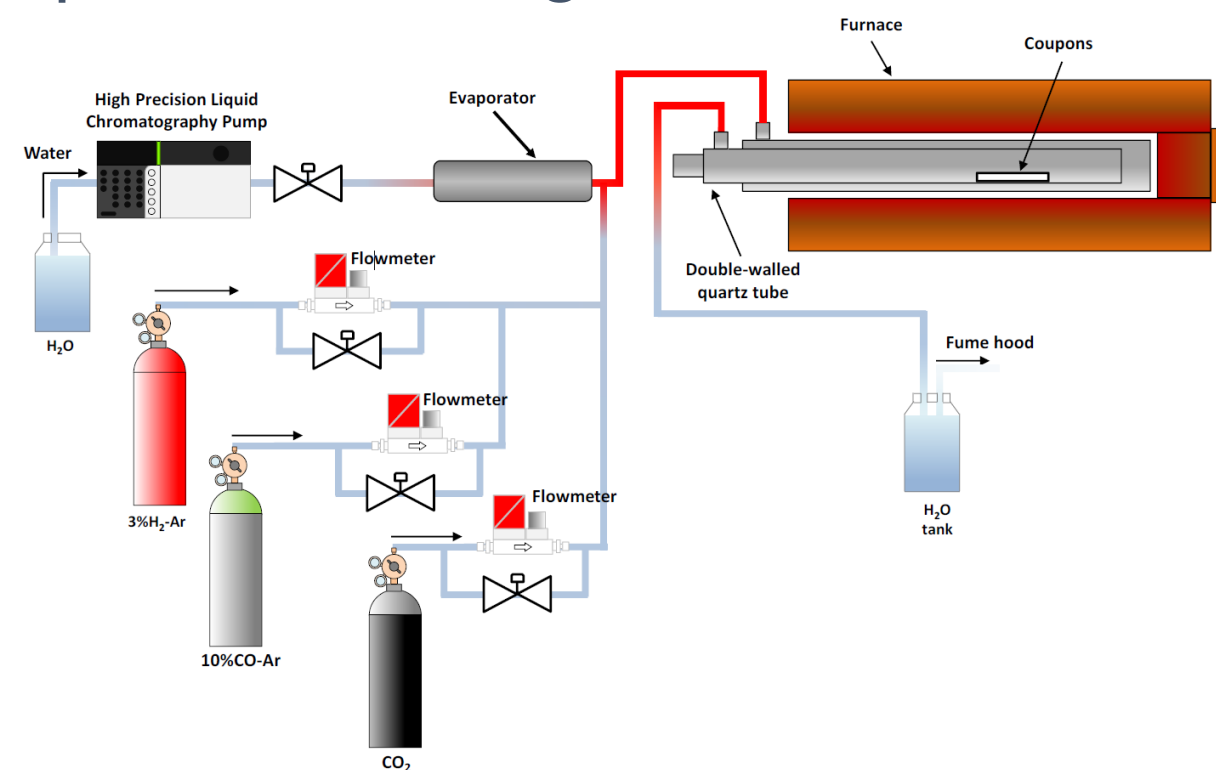 Furnace
Coupons
High Precision Liquid
Chromatography Pump
Evaporator
Water
Flowmeter
Double-walled
quartz tube
H₂O
Fume hood
Flowmeter
3%H₂-Ar
Flowmeter
H₂O
tank
10%CO-Ar
CO₂